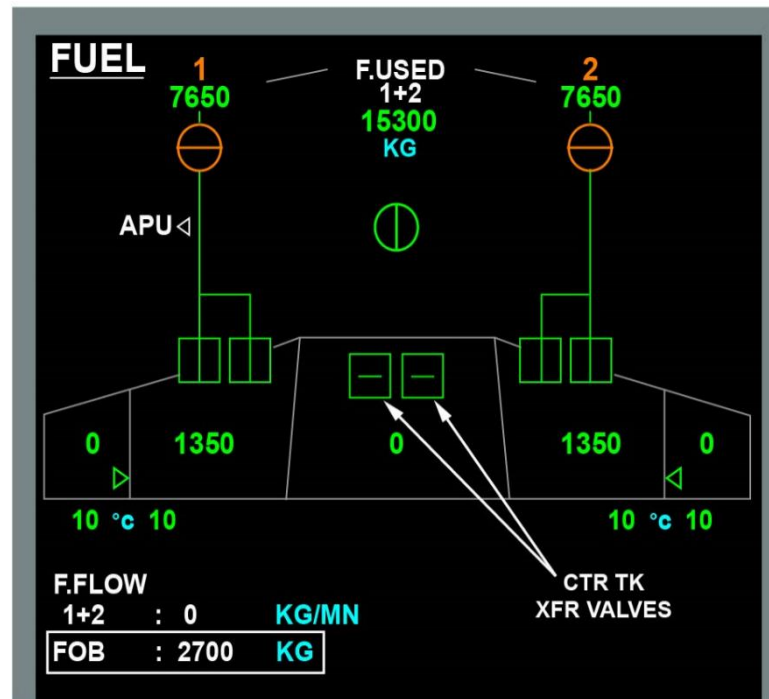 FUEL
1 F.USED 2
7650 1+2 7650
15300
KG
APU
0 1350 0 1350 0
10 °c 10 10 °c 10
F.FLOW
1+2 : 0 KG/MN
FOB : 2700 KG
CTR TK
XFR VALVES